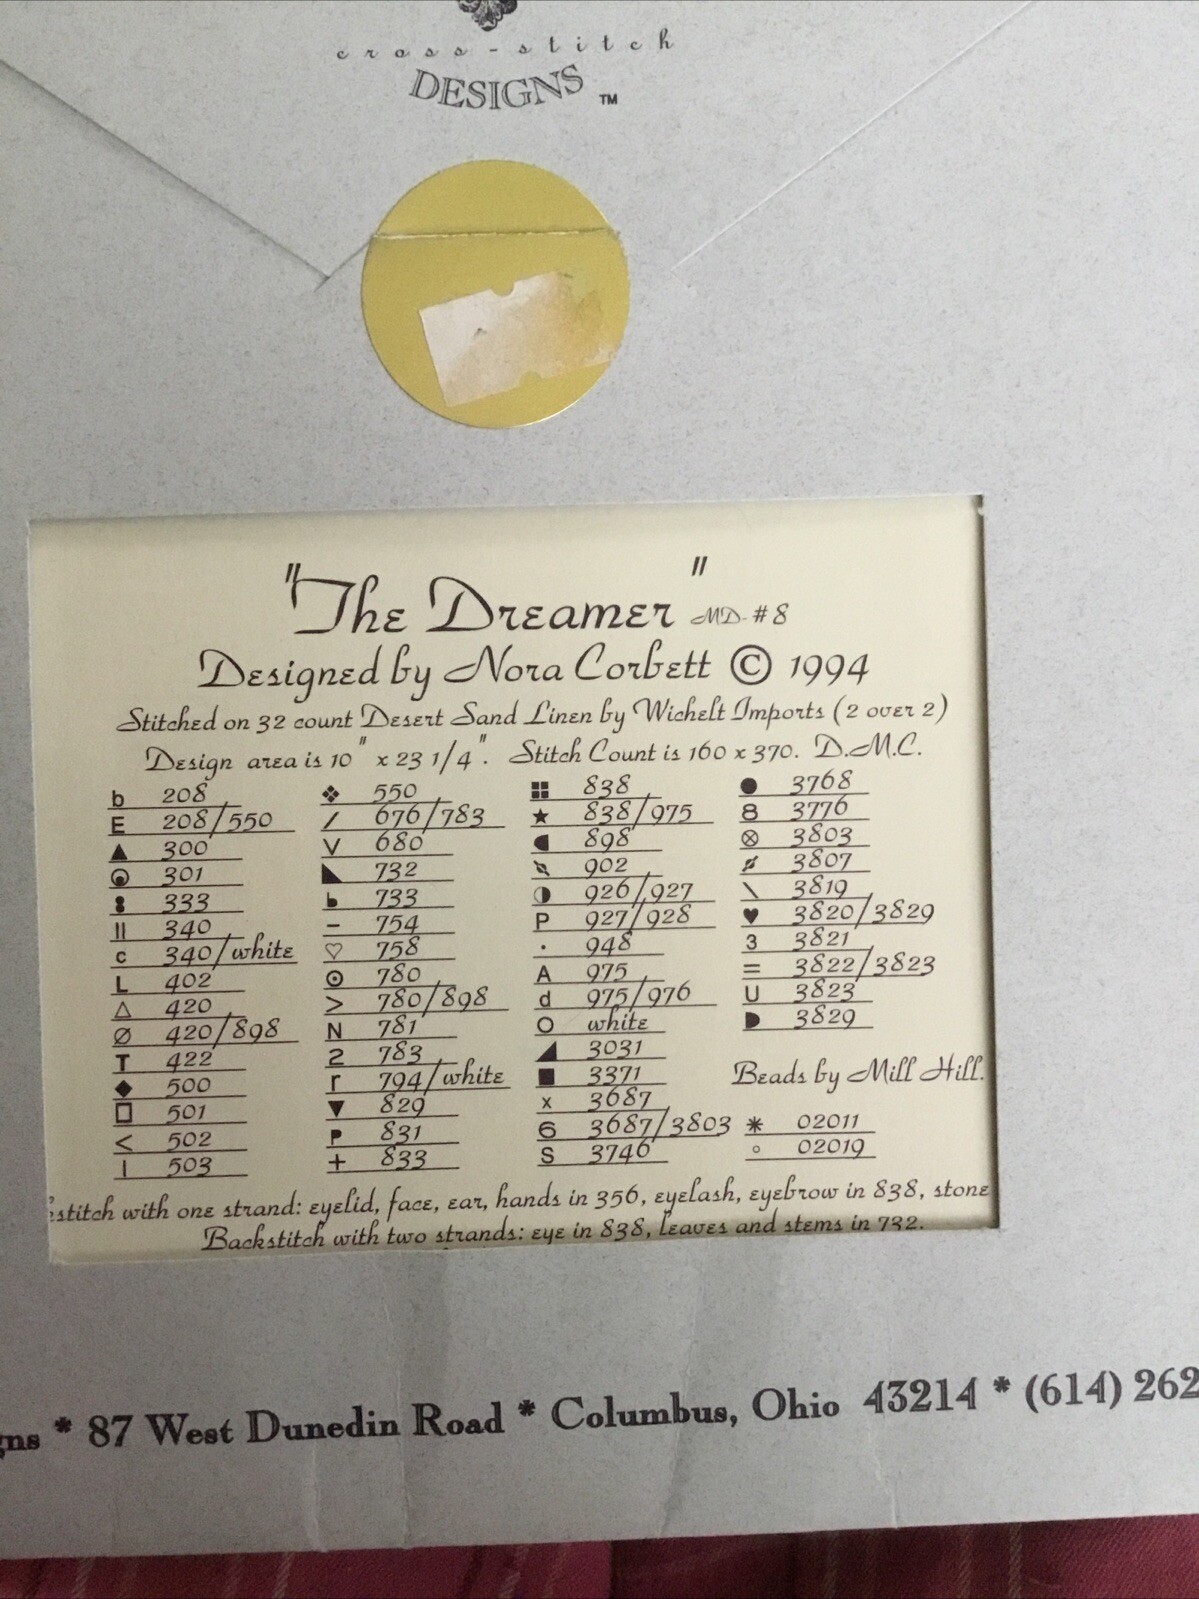 cross-stitch
DESIGNS ™
"The Dreamer" MD-#8
Designed by Nora Corbett © 1994
Stitched on 32 count Desert Sand Linen by Wichelt Imports (2 over 2)
Design area is 10" x 23 1/4". Stitch Count is 160 x 370. D.M.C.
b 208
E 208/550
▲ 300
301
333
II 340
c 340/white
L 402
△ 420
Ø 420/898
T 422
◆ 500
□ 501
< 502
I 503
❖ 550
/ 676/783
V 680
◣ 732
733
– 754
♡ 758
⊙ 780
> 780/898
N 781
2 783
r 794/white
▼ 829
P 831
+ 833
838
★ 838/975
898
902
◑ 926/927
P 927/928
· 948
A 975
d 975/976
O white
◢ 3031
■ 3371
x 3687
6 3687/3803
S 3746
● 3768
8 3776
⊗ 3803
3807
\ 3819
♥ 3820/3829
3 3821
= 3822/3823
U 3823
◗ 3829
Beads by Mill Hill.
* 02011
○ 02019
estitch with one strand: eyelid, face, ear, hands in 356, eyelash, eyebrow in 838, stone
Backstitch with two strands: eye in 838, leaves and stems in 732.
gns * 87 West Dunedin Road * Columbus, Ohio 43214 * (614) 262